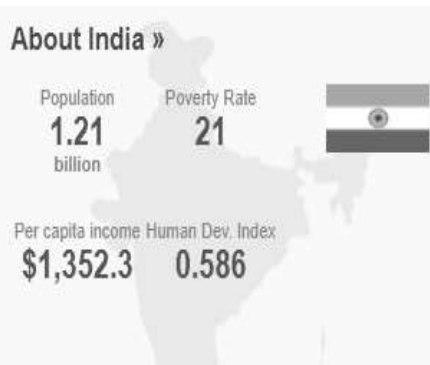 About India »
Population
1.21
billion
Poverty Rate
21
Per capita income
$1,352.3
Human Dev. Index
0.586